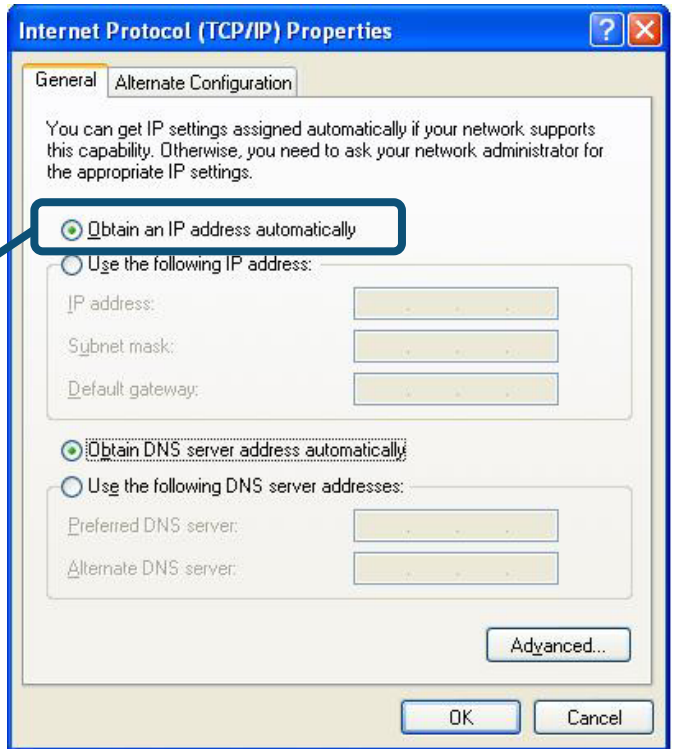 Internet Protocol (TCP/IP) Properties
General
Alternate Configuration
You can get IP settings assigned automatically if your network supports
this capability. Otherwise, you need to ask your network administrator for
the appropriate IP settings.
Obtain an IP address automatically
Use the following IP address:
IP address:
Subnet mask:
Default gateway:
Obtain DNS server address automatically
Use the following DNS server addresses:
Preferred DNS server:
Alternate DNS server:
Advanced...
OK
Cancel